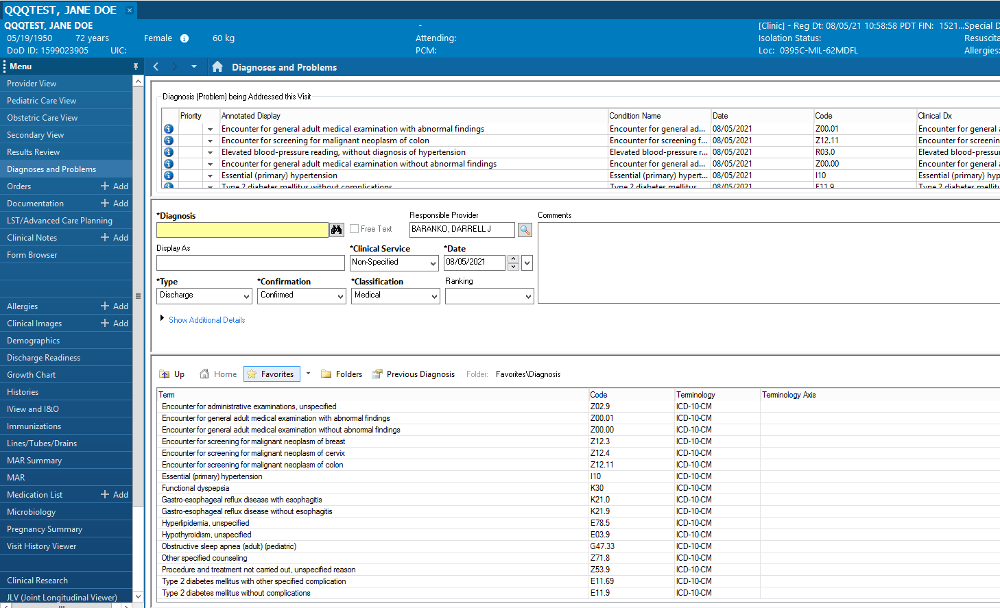 QQQTEST, JANE DOE ×
QQQTEST, JANE DOE
05/19/1950 72 years Female 60 kg
DoD ID: 1599023905 UIC:
-
Attending:
PCM:
[Clinic] - Reg Dt: 08/05/21 10:58:58 PDT FIN: 1521...Special D
Isolation Status: Resuscita
Loc: 0395C-MIL-62MDFL Allergies:
Menu
Provider View
Pediatric Care View
Obstetric Care View
Secondary View
Results Review
Diagnoses and Problems
Orders + Add
Documentation + Add
LST/Advanced Care Planning
Clinical Notes + Add
Form Browser
Allergies + Add
Clinical Images + Add
Demographics
Discharge Readiness
Growth Chart
Histories
IView and I&O
Immunizations
Lines/Tubes/Drains
MAR Summary
MAR
Medication List + Add
Microbiology
Pregnancy Summary
Visit History Viewer
Clinical Research
JLV (Joint Longitudinal Viewer)
Diagnoses and Problems
Diagnosis (Problem) being Addressed this Visit
Priority Annotated Display Condition Name Date Code Clinical Dx
Encounter for general adult medical examination with abnormal findings Encounter for general ad... 08/05/2021 Z00.01 Encounter for general a
Encounter for screening for malignant neoplasm of colon Encounter for screening f... 08/05/2021 Z12.11 Encounter for screenin
Elevated blood-pressure reading, without diagnosis of hypertension Elevated blood-pressure r... 08/05/2021 R03.0 Elevated blood-pressu
Encounter for general adult medical examination without abnormal findings Encounter for general ad... 08/05/2021 Z00.00 Encounter for general a
Essential (primary) hypertension Essential (primary) hypert... 08/05/2021 I10 Essential (primary) hyp
Type 2 diabetes mellitus without complications Type 2 diabetes mellitus 08/05/2021 E11.9 Type 2 diabetes mellitu
*Diagnosis
Free Text
Responsible Provider
BARANKO, DARRELL J
Comments
Display As
*Clinical Service
Non-Specified
*Date
08/05/2021
*Type
Discharge
*Confirmation
Confirmed
*Classification
Medical
Ranking
Show Additional Details
Up Home Favorites Folders Previous Diagnosis Folder: Favorites\Diagnosis
Term Code Terminology Terminology Axis
Encounter for administrative examinations, unspecified Z02.9 ICD-10-CM
Encounter for general adult medical examination with abnormal findings Z00.01 ICD-10-CM
Encounter for general adult medical examination without abnormal findings Z00.00 ICD-10-CM
Encounter for screening for malignant neoplasm of breast Z12.3 ICD-10-CM
Encounter for screening for malignant neoplasm of cervix Z12.4 ICD-10-CM
Encounter for screening for malignant neoplasm of colon Z12.11 ICD-10-CM
Essential (primary) hypertension I10 ICD-10-CM
Functional dyspepsia K30 ICD-10-CM
Gastro-esophageal reflux disease with esophagitis K21.0 ICD-10-CM
Gastro-esophageal reflux disease without esophagitis K21.9 ICD-10-CM
Hyperlipidemia, unspecified E78.5 ICD-10-CM
Hypothyroidism, unspecified E03.9 ICD-10-CM
Obstructive sleep apnea (adult) (pediatric) G47.33 ICD-10-CM
Other specified counseling Z71.8 ICD-10-CM
Procedure and treatment not carried out, unspecified reason Z53.9 ICD-10-CM
Type 2 diabetes mellitus with other specified complication E11.69 ICD-10-CM
Type 2 diabetes mellitus without complications E11.9 ICD-10-CM